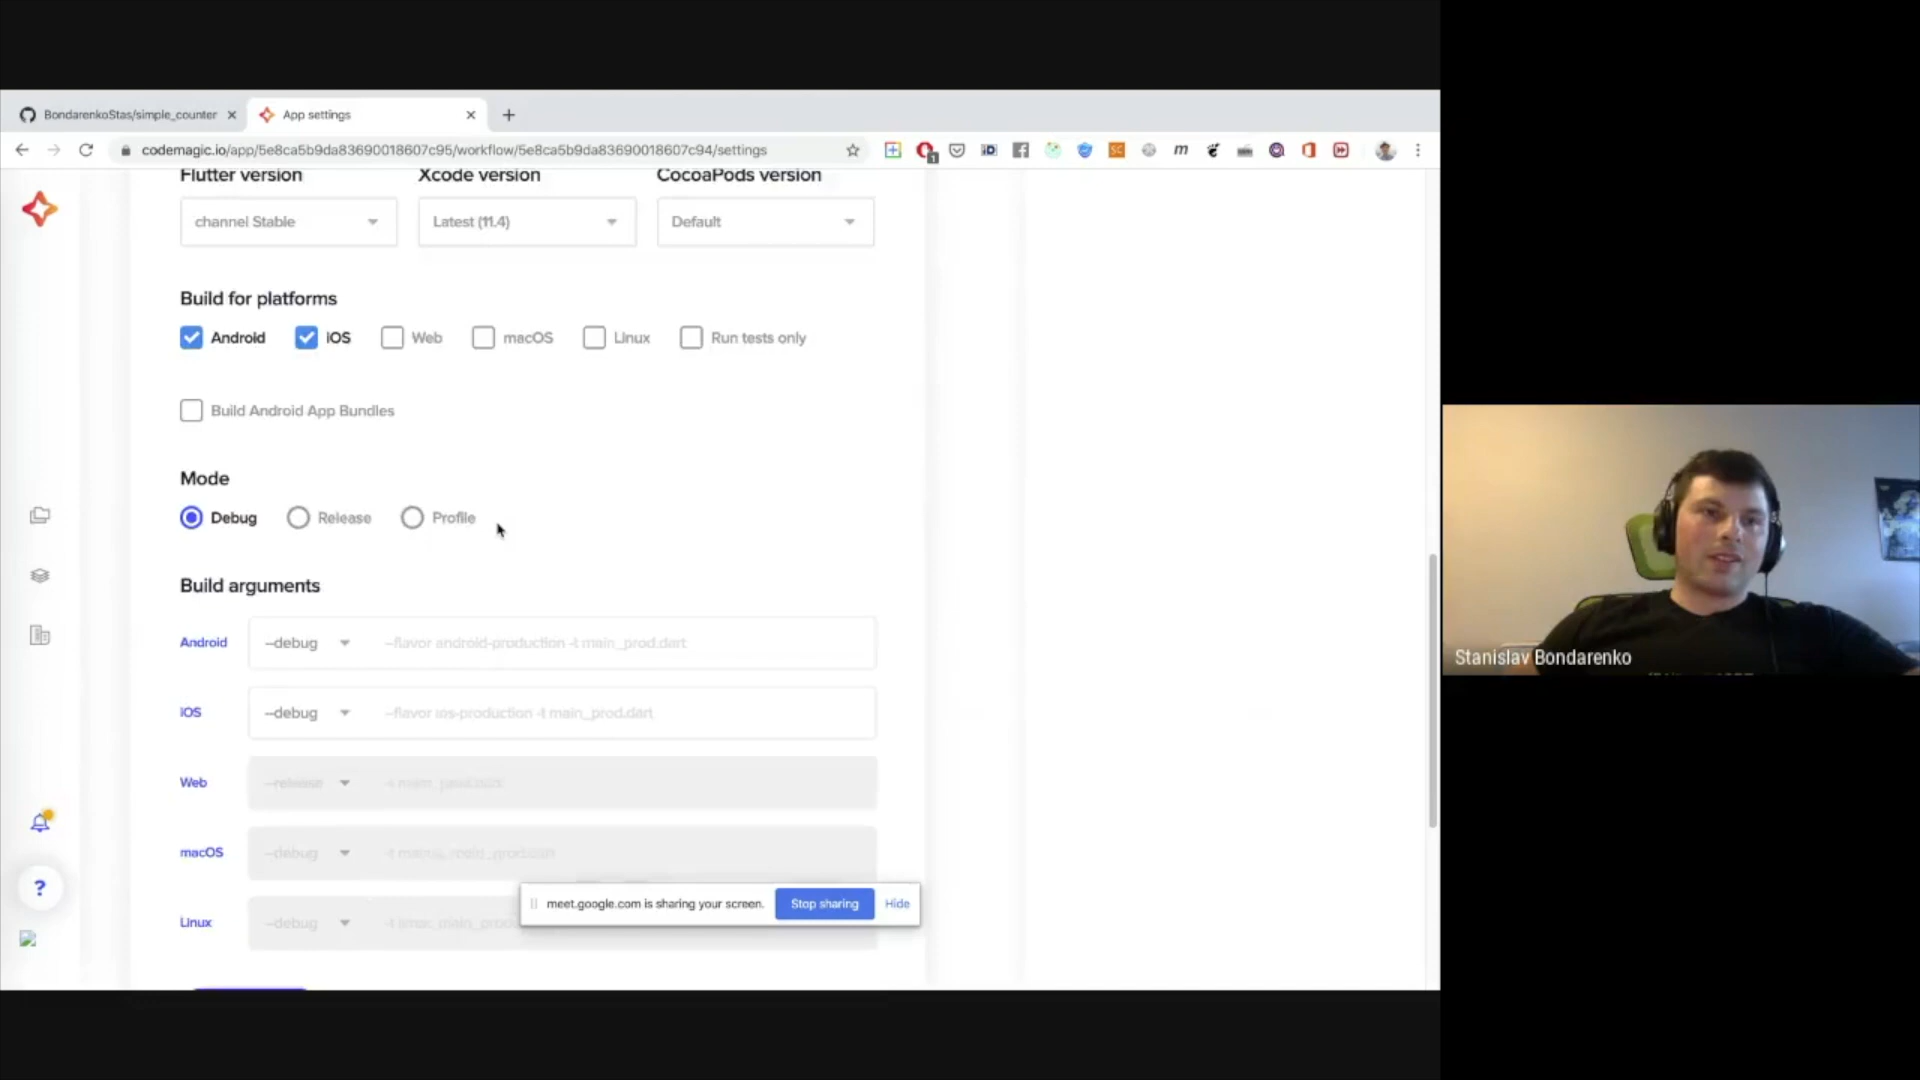 BondarenkoStas/simple_counter
App settings
codemagic.io/app/5e8ca5b9da83690018607c95/workflow/5e8ca5b9da83690018607c94/settings
Flutter version
Xcode version
CocoaPods version
channel Stable
Latest (11.4)
Default
Build for platforms
Android
iOS
Web
macOS
Linux
Run tests only
Build Android App Bundles
Mode
Debug
Release
Profile
Build arguments
Android
--debug
--flavor android-production -t main_prod.dart
iOS
--debug
--flavor ios-production -t main_prod.dart
Web
--release
macOS
--debug
Linux
--debug
meet.google.com is sharing your screen.
Stop sharing
Hide
?
Stanislav Bondarenko